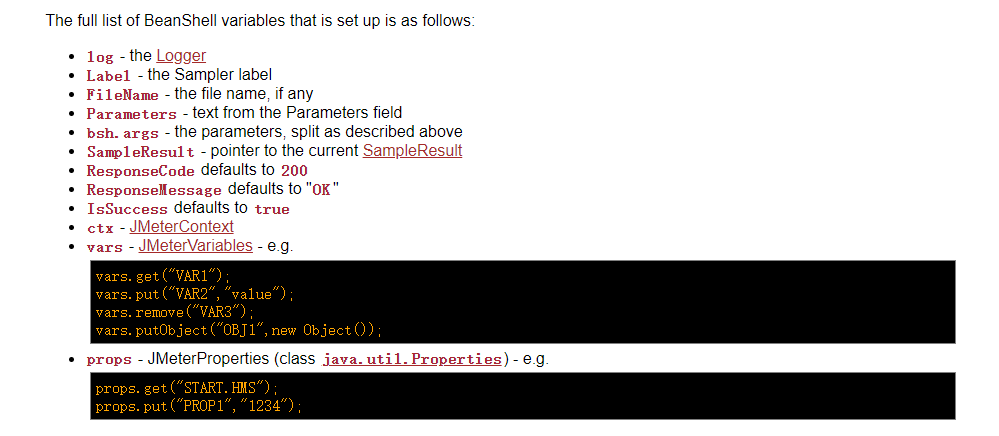 The full list of BeanShell variables that is set up is as follows:
log - the Logger
Label - the Sampler label
FileName - the file name, if any
Parameters - text from the Parameters field
bsh.args - the parameters, split as described above
SampleResult - pointer to the current SampleResult
ResponseCode defaults to 200
ResponseMessage defaults to "OK"
IsSuccess defaults to true
ctx - JMeterContext
vars - JMeterVariables - e.g.
vars.get("VAR1");
vars.put("VAR2","value");
vars.remove("VAR3");
vars.putObject("OBJ1",new Object());
props - JMeterProperties (class java.util.Properties) - e.g.
props.get("START.HMS");
props.put("PROP1","1234");